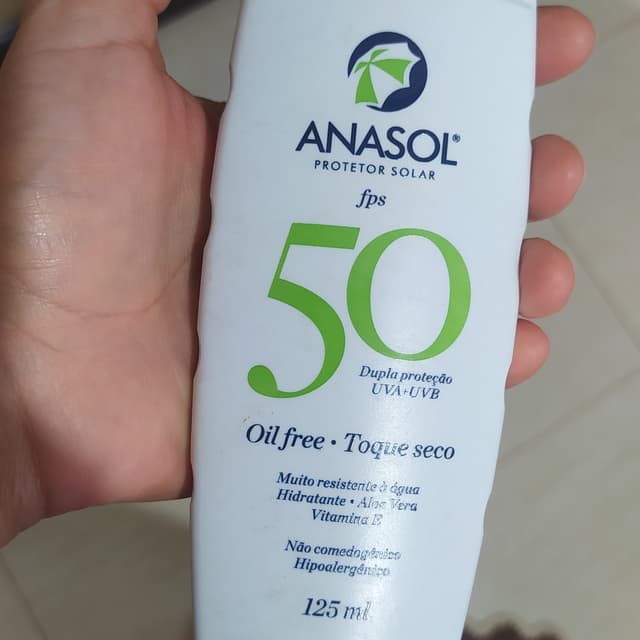 ANASOL®
PROTETOR SOLAR
fps
50
Dupla proteção
UVA+UVB
Oil free • Toque seco
Muito resistente à água
Hidratante • Aloe Vera
Vitamina E
Não comedogênico
Hipoalergênico
125 ml